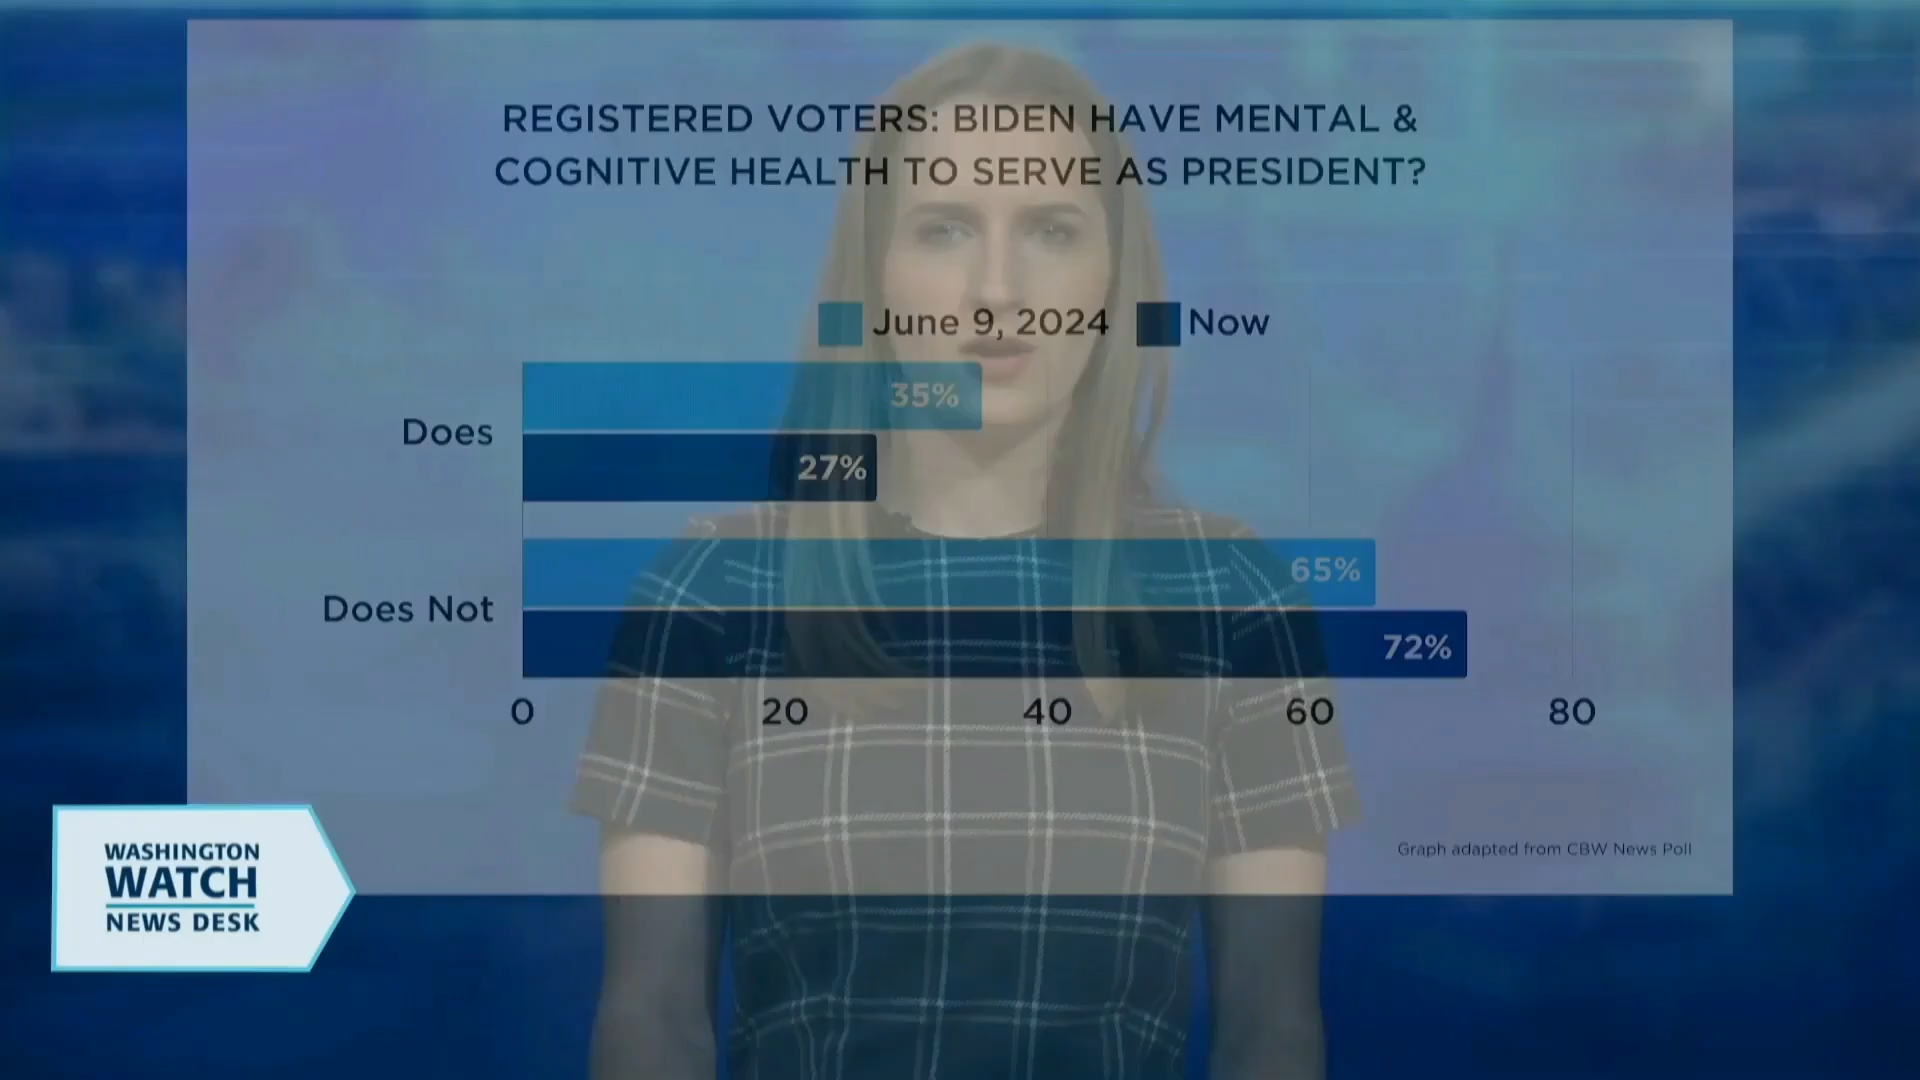 REGISTERED VOTERS: BIDEN HAVE MENTAL &
COGNITIVE HEALTH TO SERVE AS PRESIDENT?
June 9, 2024 Now
Does
35%
27%
Does Not
65%
72%
0 20 40 60 80
Graph adapted from CBW News Poll
WASHINGTON
WATCH
NEWS DESK